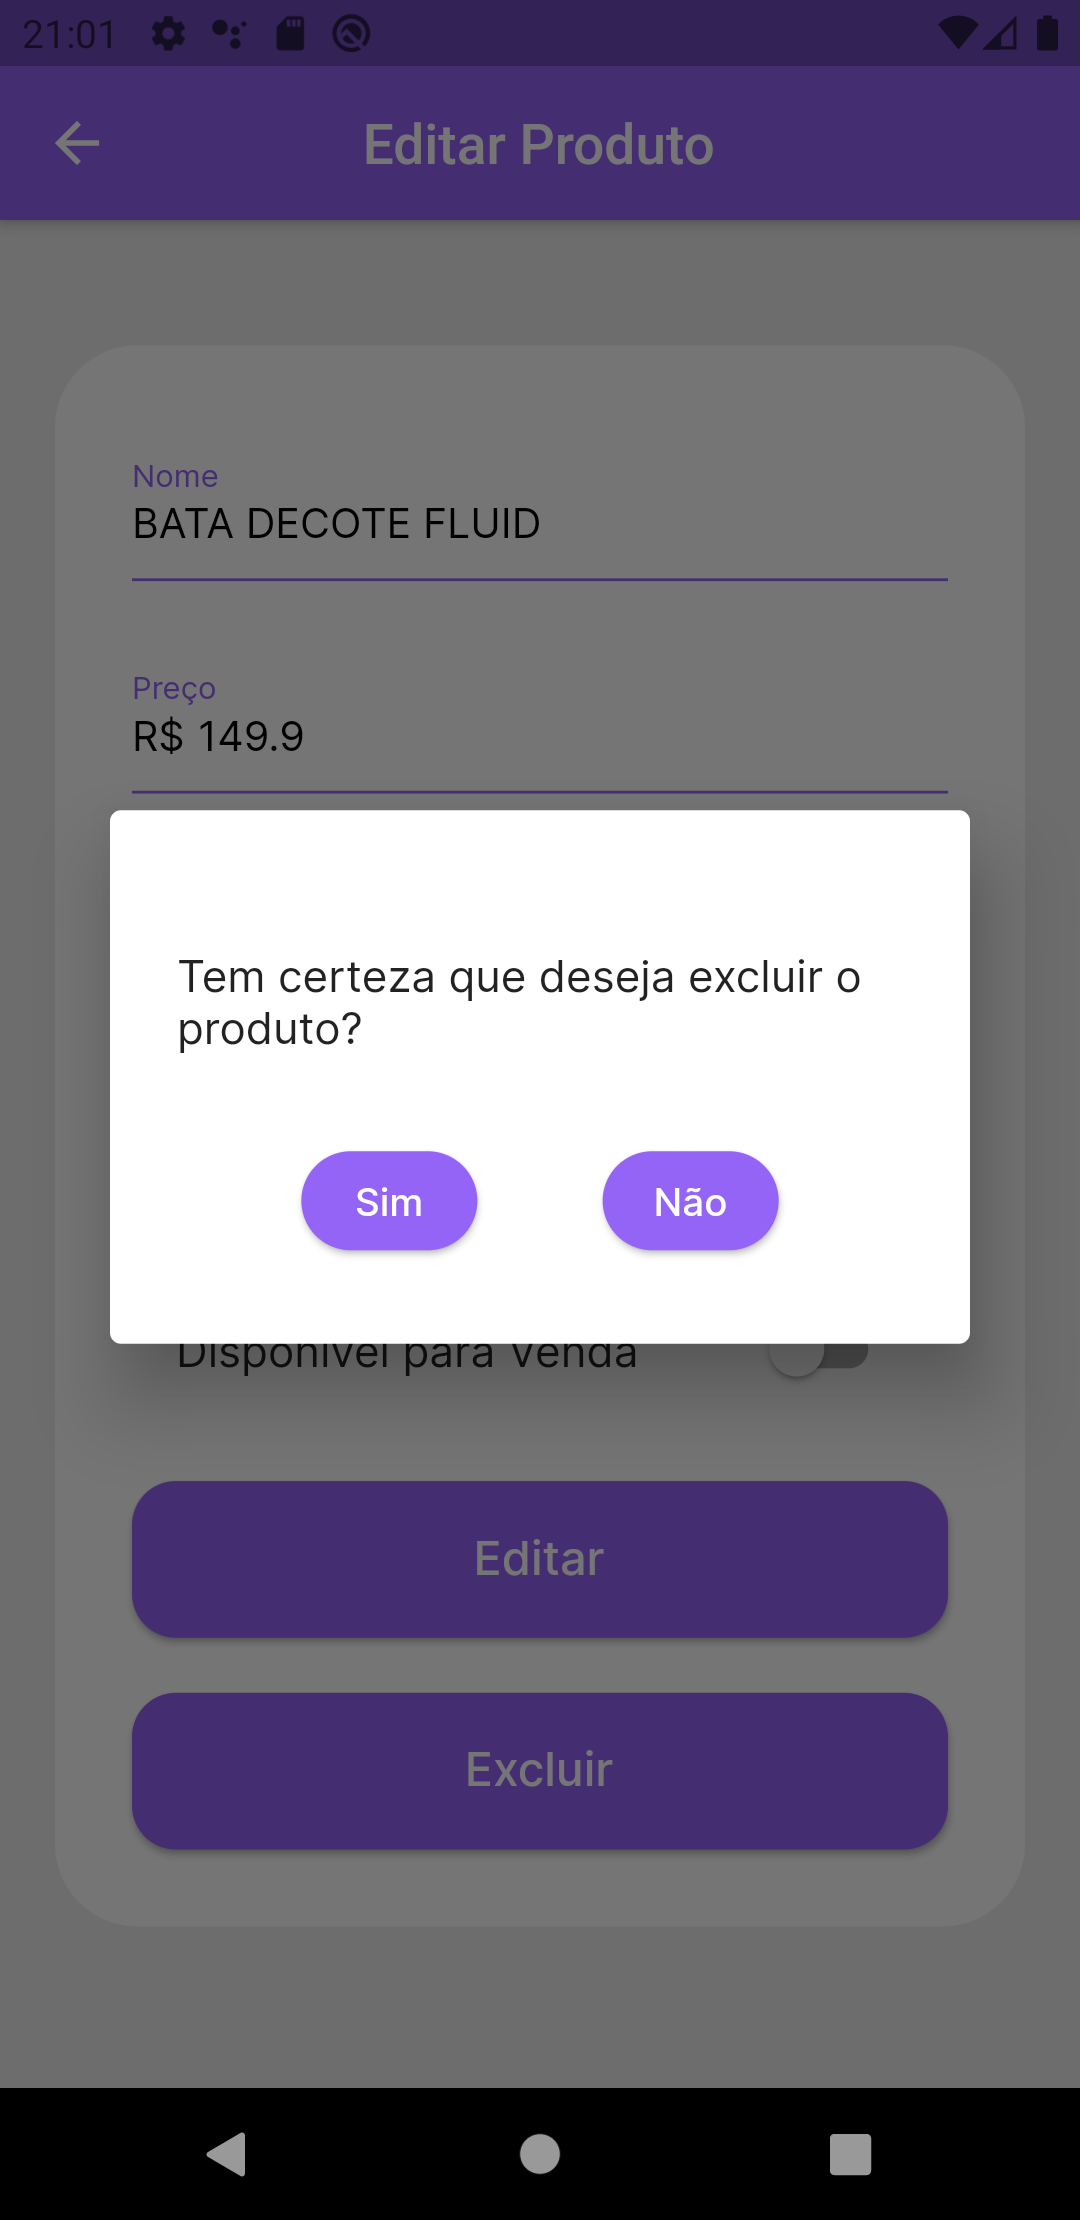 21:01
Editar Produto
Nome
BATA DECOTE FLUID
Preço
R$ 149.9
Tem certeza que deseja excluir o
produto?
Sim
Não
Disponível para Venda
Editar
Excluir